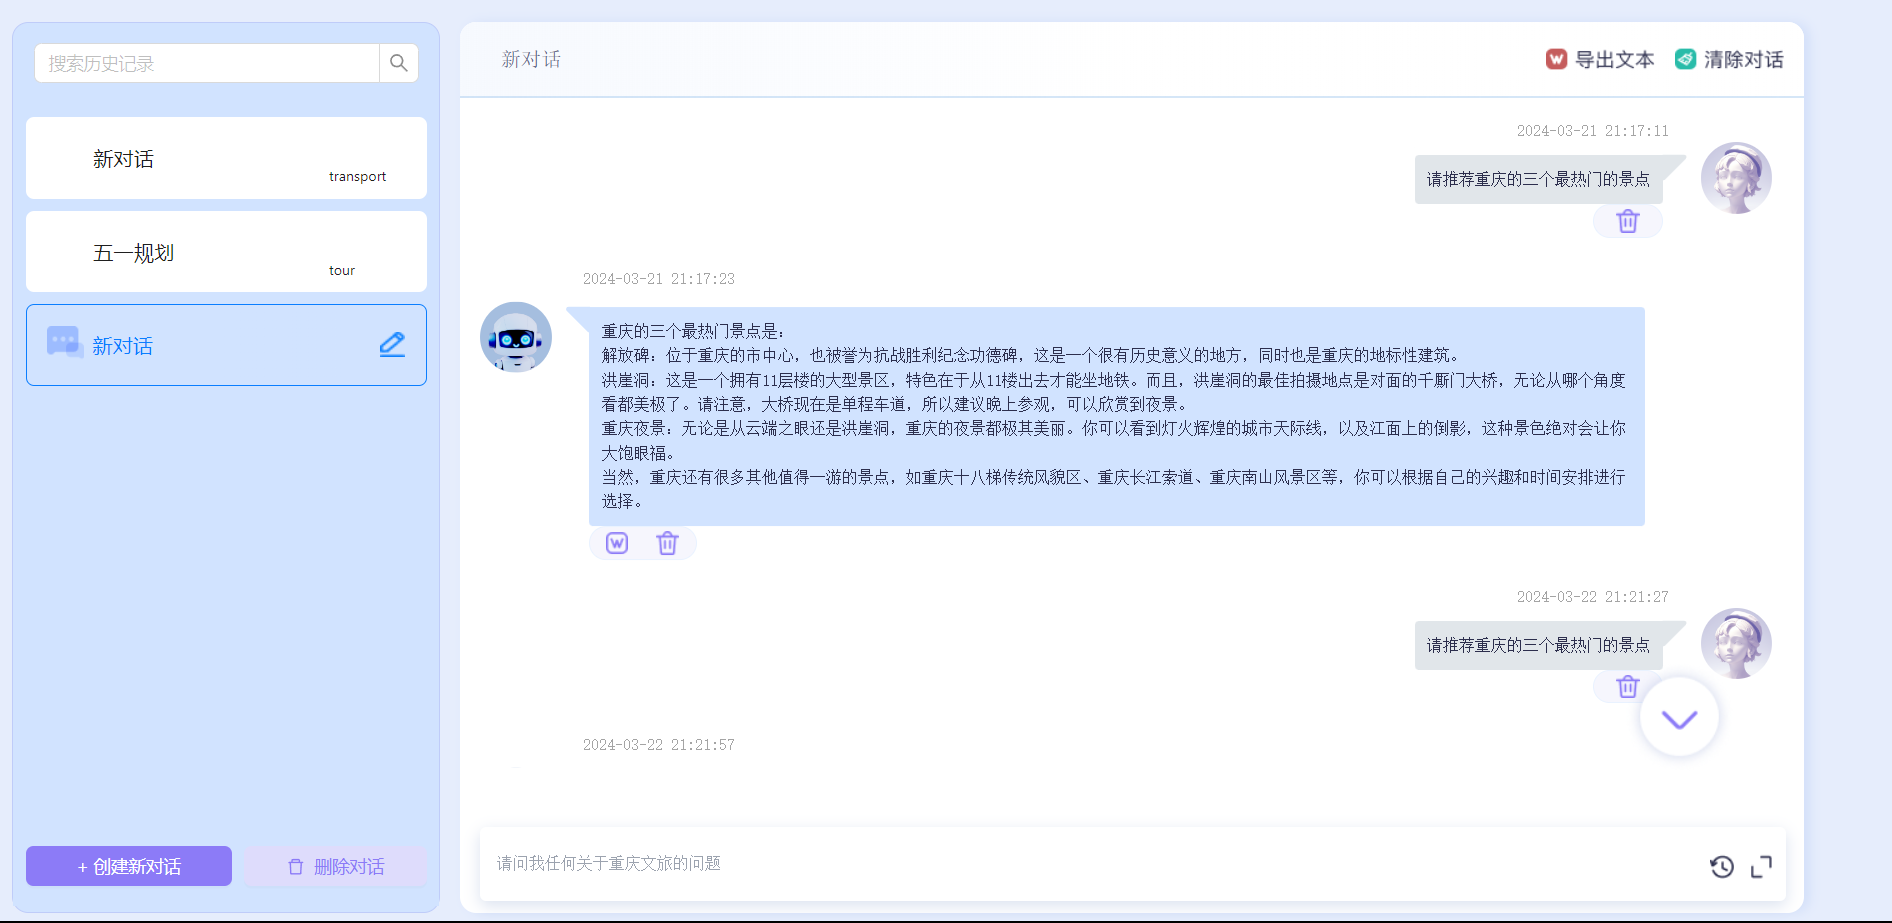 搜索历史记录
新对话
transport
五一规划
tour
新对话
+ 创建新对话
删除对话
新对话
导出文本
清除对话
2024-03-21 21:17:11
请推荐重庆的三个最热门的景点
2024-03-21 21:17:23
重庆的三个最热门景点是：
解放碑：位于重庆的市中心，也被誉为抗战胜利纪念功德碑，这是一个很有历史意义的地方，同时也是重庆的地标性建筑。
洪崖洞：这是一个拥有11层楼的大型景区，特色在于从11楼出去才能坐地铁。而且，洪崖洞的最佳拍摄地点是对面的千厮门大桥，无论从哪个角度
看都美极了。请注意，大桥现在是单程车道，所以建议晚上参观，可以欣赏到夜景。
重庆夜景：无论是从云端之眼还是洪崖洞，重庆的夜景都极其美丽。你可以看到灯火辉煌的城市天际线，以及江面上的倒影，这种景色绝对会让你
大饱眼福。
当然，重庆还有很多其他值得一游的景点，如重庆十八梯传统风貌区、重庆长江索道、重庆南山风景区等，你可以根据自己的兴趣和时间安排进行
选择。
2024-03-22 21:21:27
请推荐重庆的三个最热门的景点
2024-03-22 21:21:57
请问我任何关于重庆文旅的问题